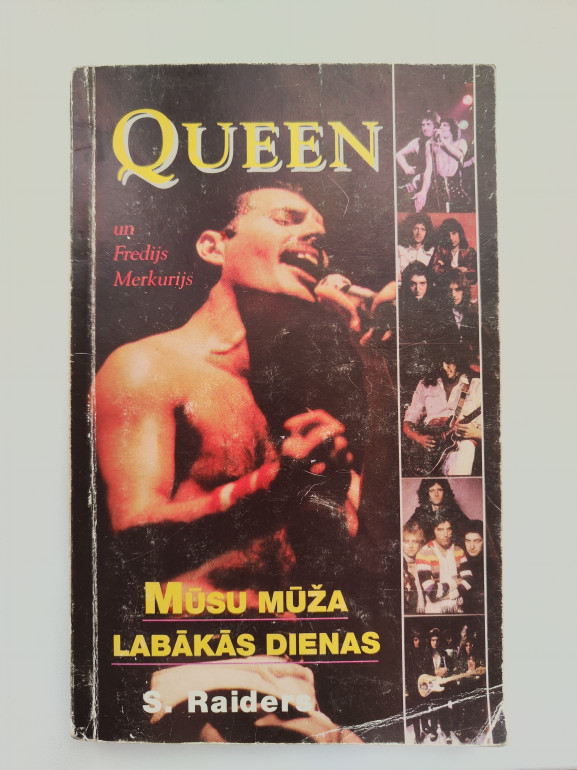 QUEEN
un
Fredijs
Merkurijs
MŪSU MŪŽA
LABĀKĀS DIENAS
S. Raiders